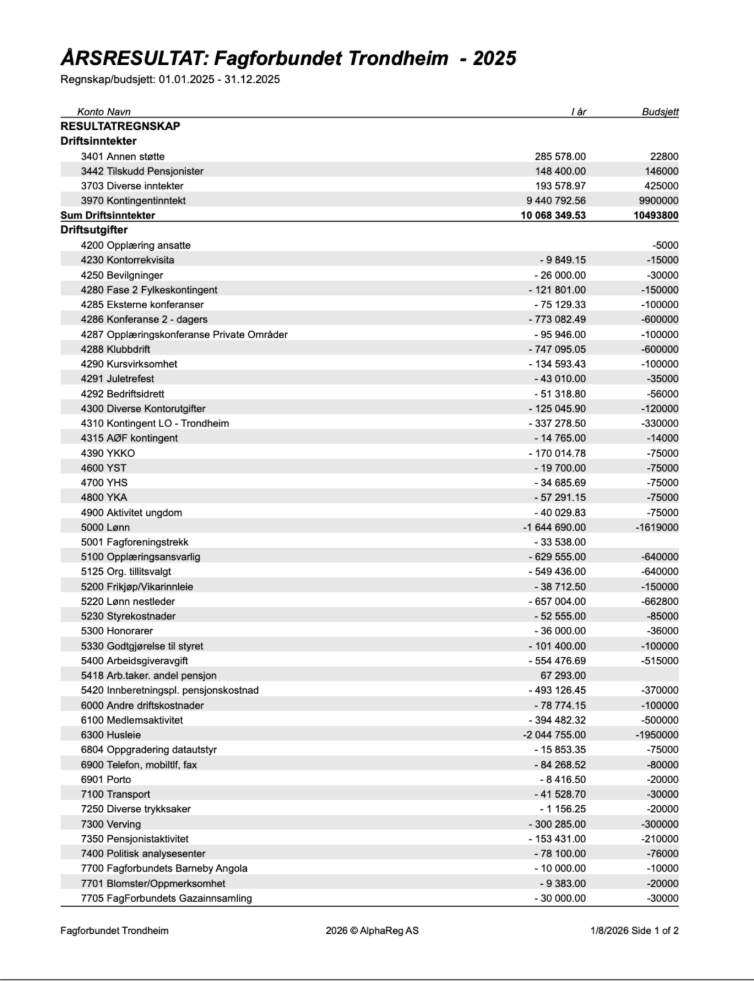 ÅRSRESULTAT: Fagforbundet Trondheim - 2025
Regnskap/budsjett: 01.01.2025 - 31.12.2025
Konto Navn I år Budsjett
RESULTATREGNSKAP
Driftsinntekter
3401 Annen støtte 285 578.00 22800
3442 Tilskudd Pensjonister 148 400.00 146000
3703 Diverse inntekter 193 578.97 425000
3970 Kontingentinntekt 9 440 792.56 9900000
Sum Driftsinntekter 10 068 349.53 10493800
Driftsutgifter
4200 Opplæring ansatte -5000
4230 Kontorrekvisita - 9 849.15 -15000
4250 Bevilgninger - 26 000.00 -30000
4280 Fase 2 Fylkeskontingent - 121 801.00 -150000
4285 Eksterne konferanser - 75 129.33 -100000
4286 Konferanse 2 - dagers - 773 082.49 -600000
4287 Opplæringskonferanse Private Områder - 95 946.00 -100000
4288 Klubbdrift - 747 095.05 -600000
4290 Kursvirksomhet - 134 593.43 -100000
4291 Juletrefest - 43 010.00 -35000
4292 Bedriftsidrett - 51 318.80 -56000
4300 Diverse Kontorutgifter - 125 045.90 -120000
4310 Kontingent LO - Trondheim - 337 278.50 -330000
4315 AØF kontingent - 14 765.00 -14000
4390 YKKO - 170 014.78 -75000
4600 YST - 19 700.00 -75000
4700 YHS - 34 685.69 -75000
4800 YKA - 57 291.15 -75000
4900 Aktivitet ungdom - 40 029.83 -75000
5000 Lønn -1 644 690.00 -1619000
5001 Fagforeningstrekk - 33 538.00
5100 Opplæringsansvarlig - 629 555.00 -640000
5125 Org. tillitsvalgt - 549 436.00 -640000
5200 Frikjøp/Vikarinnleie - 38 712.50 -150000
5220 Lønn nestleder - 657 004.00 -662800
5230 Styrekostnader - 52 555.00 -85000
5300 Honorarer - 36 000.00 -36000
5330 Godtgjørelse til styret - 101 400.00 -100000
5400 Arbeidsgiveravgift - 554 476.69 -515000
5418 Arb.taker. andel pensjon 67 293.00
5420 Innberetningspl. pensjonskostnad - 493 126.45 -370000
6000 Andre driftskostnader - 78 774.15 -100000
6100 Medlemsaktivitet - 394 482.32 -500000
6300 Husleie -2 044 755.00 -1950000
6804 Oppgradering datautstyr - 15 853.35 -75000
6900 Telefon, mobiltlf, fax - 84 268.52 -80000
6901 Porto - 8 416.50 -20000
7100 Transport - 41 528.70 -30000
7250 Diverse trykksaker - 1 156.25 -20000
7300 Verving - 300 285.00 -300000
7350 Pensjonistaktivitet - 153 431.00 -210000
7400 Politisk analysesenter - 78 100.00 -76000
7700 Fagforbundets Barneby Angola - 10 000.00 -10000
7701 Blomster/Oppmerksomhet - 9 383.00 -20000
7705 FagForbundets Gazainnsamling - 30 000.00 -30000
Fagforbundet Trondheim 2026 © AlphaReg AS 1/8/2026 Side 1 of 2